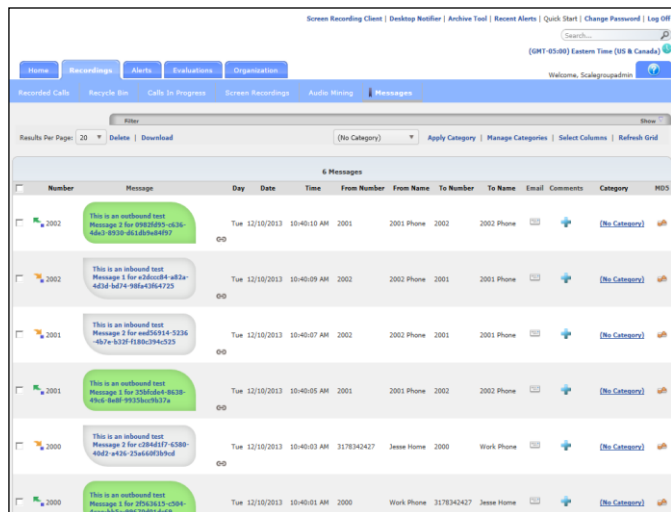 Screen Recording Client | Desktop Notifier | Archive Tool | Recent Alerts | Quick Start | Change Password | Log Off
Search...
(GMT-05:00) Eastern Time (US & Canada)
Home Recordings Alerts Evaluations Organization
Welcome, Scalegroupadmin
Recorded Calls Recycle Bin Calls In Progress Screen Recordings Audio Mining Messages
Filter Show
Results Per Page: 20 Delete | Download (No Category) Apply Category | Manage Categories | Select Columns | Refresh Grid
6 Messages
Number Message Day Date Time From Number From Name To Number To Name Email Comments Category MD5
This is an outbound test
2002 Message 2 for 0982fd95-c636- Tue 12/10/2013 10:40:10 AM 2001 2001 Phone 2002 2002 Phone (No Category)
4de3-8930-d61db9e84f97
This is an inbound test
2002 Message 1 for e2dccc84-a82a- Tue 12/10/2013 10:40:09 AM 2002 2002 Phone 2001 2001 Phone (No Category)
4d3d-bd74-98fa43f64725
This is an inbound test
2001 Message 2 for eed56914-5236 Tue 12/10/2013 10:40:07 AM 2002 2002 Phone 2001 2001 Phone (No Category)
-4b7e-b32f-f180c394c525
This is an outbound test
2001 Message 1 for 35bfcde4-8638- Tue 12/10/2013 10:40:05 AM 2001 2001 Phone 2002 2002 Phone (No Category)
49c6-8e8f-9935bcc9b37a
This is an inbound test
2000 Message 2 for c284d1f7-6580- Tue 12/10/2013 10:40:03 AM 3178342427 Jesse Home 2000 Work Phone (No Category)
40d2-a426-25a660f3b9cd
This is an outbound test
2000 Message 1 for 2f563615-c504- Tue 12/10/2013 10:40:01 AM 2000 Work Phone 3178342427 Jesse Home (No Category)